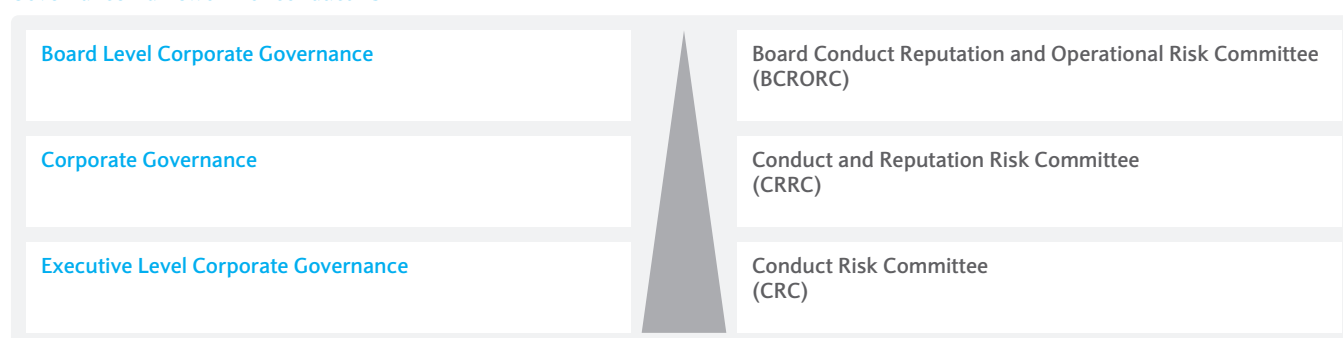 Board Level Corporate Governance
Board Conduct Reputation and Operational Risk Committee
(BCRORC)
Corporate Governance
Conduct and Reputation Risk Committee
(CRRC)
Executive Level Corporate Governance
Conduct Risk Committee
(CRC)